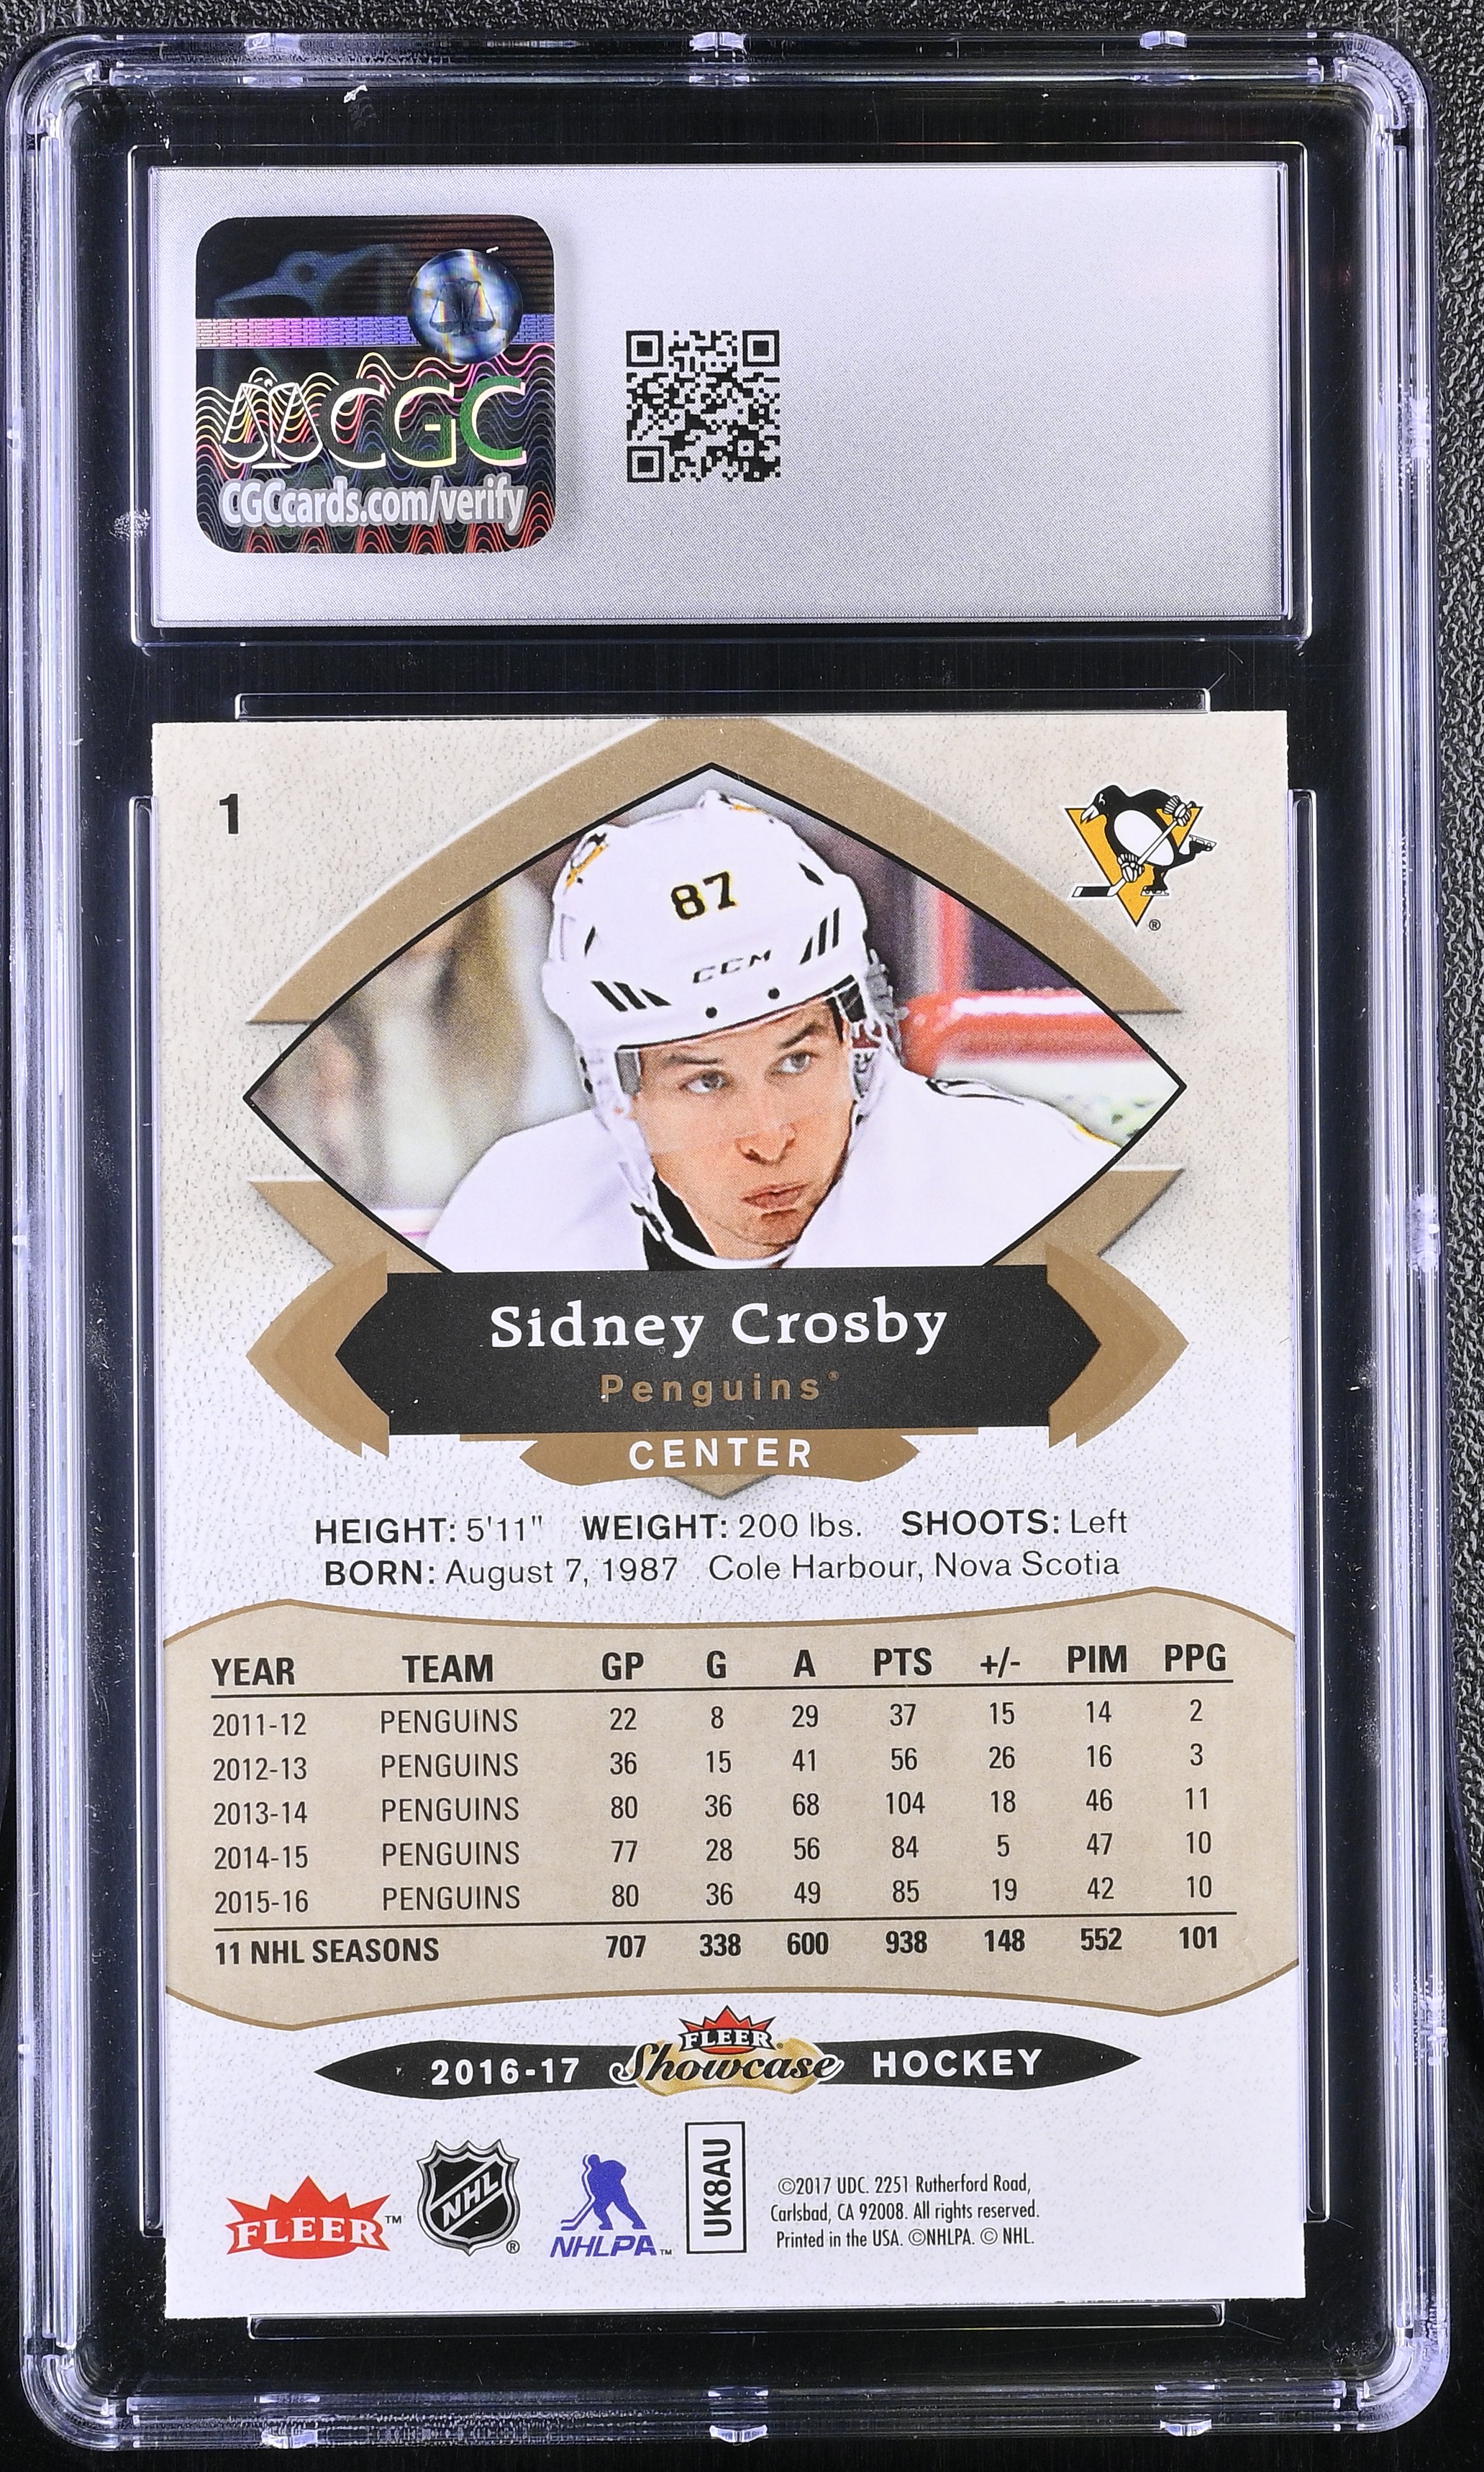 CGC
CGCcards.com/verify
1
87
CCM
Sidney Crosby
Penguins®
CENTER
HEIGHT: 5'11" WEIGHT: 200 lbs. SHOOTS: Left
BORN: August 7, 1987 Cole Harbour, Nova Scotia
YEAR TEAM GP G A PTS +/- PIM PPG
2011-12 PENGUINS 22 8 29 37 15 14 2
2012-13 PENGUINS 36 15 41 56 26 16 3
2013-14 PENGUINS 80 36 68 104 18 46 11
2014-15 PENGUINS 77 28 56 84 5 47 10
2015-16 PENGUINS 80 36 49 85 19 42 10
11 NHL SEASONS 707 338 600 938 148 552 101
2016-17 FLEER Showcase HOCKEY
FLEER™ NHL® NHLPA™ UK8AU
©2017 UDC. 2251 Rutherford Road,
Carlsbad, CA 92008. All rights reserved.
Printed in the USA. ©NHLPA. © NHL.